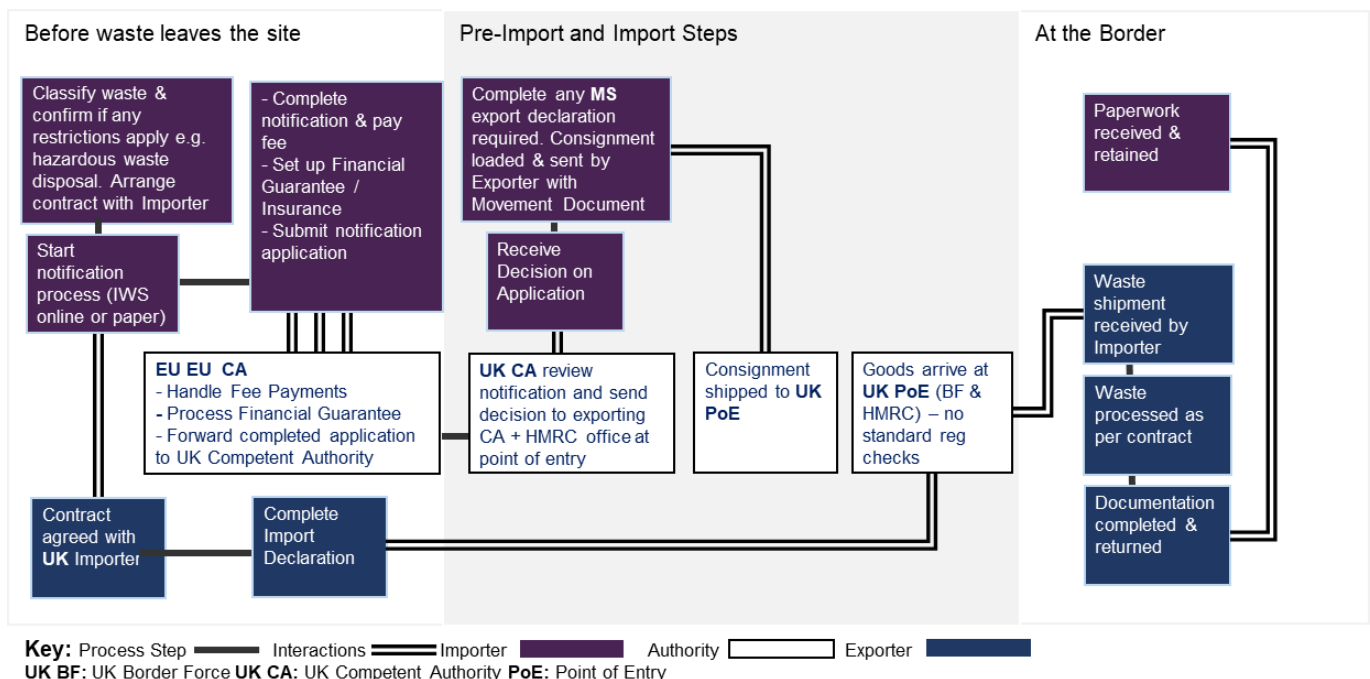 Before waste leaves the site
Classify waste &
confirm if any
restrictions apply e.g.
hazardous waste
disposal. Arrange
contract with Importer
Start
notification
process (IWS
online or paper)
- Complete
notification & pay
fee
- Set up Financial
Guarantee /
Insurance
- Submit notification
application
EU EU CA
- Handle Fee Payments
- Process Financial Guarantee
- Forward completed application
to UK Competent Authority
Contract
agreed with
UK Importer
Complete
Import
Declaration
Pre-Import and Import Steps
Complete any MS
export declaration
required. Consignment
loaded & sent by
Exporter with
Movement Document
Receive
Decision on
Application
UK CA review
notification and send
decision to exporting
CA + HMRC office at
point of entry
Consignment
shipped to UK
PoE
Goods arrive at
UK PoE (BF &
HMRC) – no
standard reg
checks
At the Border
Paperwork
received &
retained
Waste
shipment
received by
Importer
Waste
processed as
per contract
Documentation
completed &
returned
Key: Process Step Interactions Importer Authority Exporter
UK BF: UK Border Force UK CA: UK Competent Authority PoE: Point of Entry